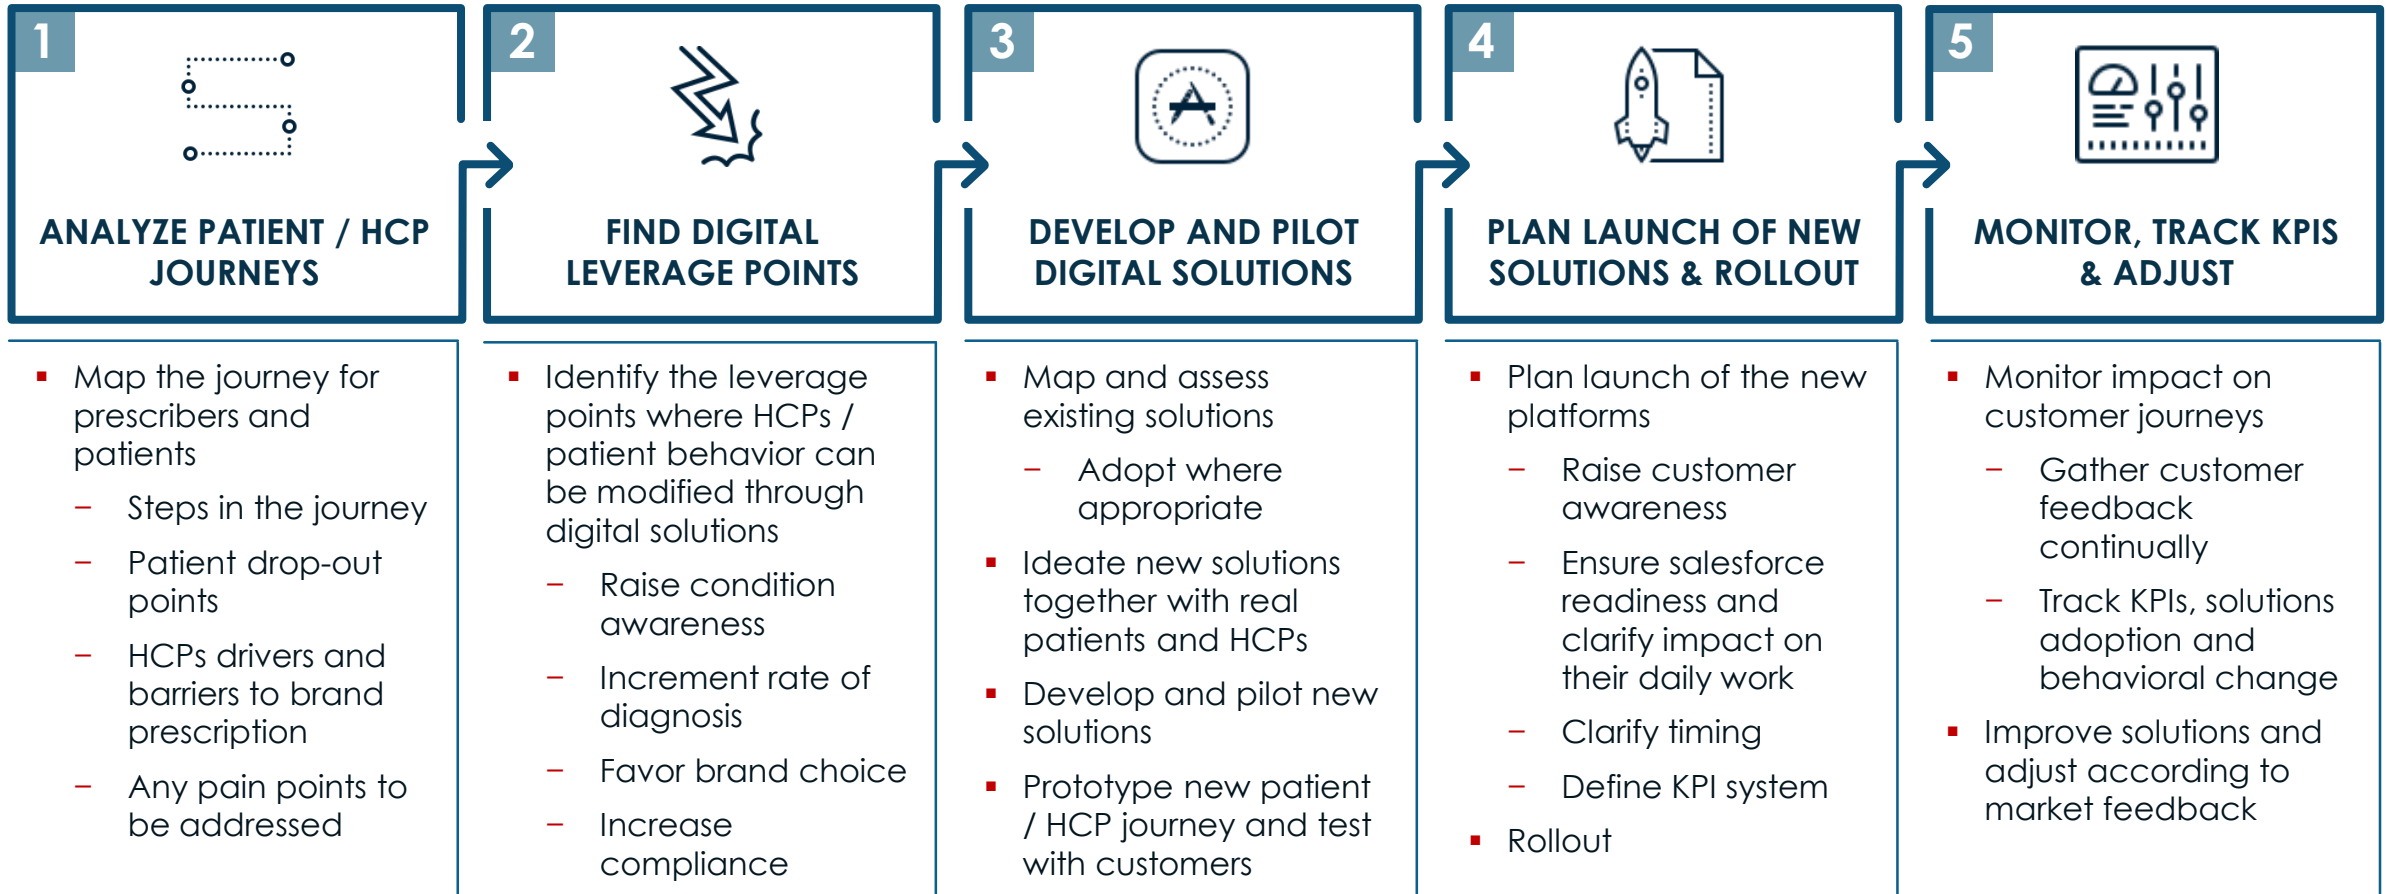 1
ANALYZE PATIENT / HCP
JOURNEYS
▪ Map the journey for
prescribers and
patients
– Steps in the journey
– Patient drop-out
points
– HCPs drivers and
barriers to brand
prescription
– Any pain points to
be addressed
2
FIND DIGITAL
LEVERAGE POINTS
▪ Identify the leverage
points where HCPs /
patient behavior can
be modified through
digital solutions
– Raise condition
awareness
– Increment rate of
diagnosis
– Favor brand choice
– Increase
compliance
3
DEVELOP AND PILOT
DIGITAL SOLUTIONS
▪ Map and assess
existing solutions
– Adopt where
appropriate
▪ Ideate new solutions
together with real
patients and HCPs
▪ Develop and pilot new
solutions
▪ Prototype new patient
/ HCP journey and test
with customers
4
PLAN LAUNCH OF NEW
SOLUTIONS & ROLLOUT
▪ Plan launch of the new
platforms
– Raise customer
awareness
– Ensure salesforce
readiness and
clarify impact on
their daily work
– Clarify timing
– Define KPI system
▪ Rollout
5
MONITOR, TRACK KPIS
& ADJUST
▪ Monitor impact on
customer journeys
– Gather customer
feedback
continually
– Track KPIs, solutions
adoption and
behavioral change
▪ Improve solutions and
adjust according to
market feedback